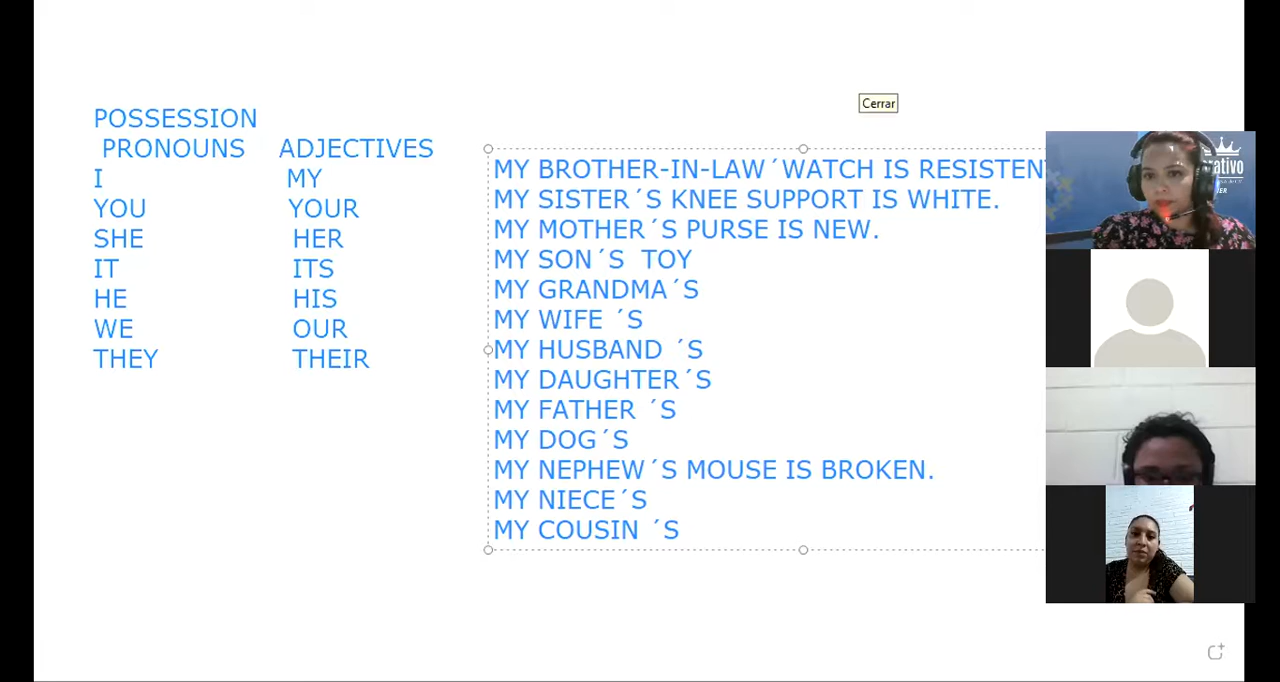 POSSESSION
PRONOUNS ADJECTIVES
I MY
YOU YOUR
SHE HER
IT ITS
HE HIS
WE OUR
THEY THEIR
Cerrar
MY BROTHER-IN-LAW´WATCH IS RESISTENT
MY SISTER´S KNEE SUPPORT IS WHITE.
MY MOTHER´S PURSE IS NEW.
MY SON´S TOY
MY GRANDMA´S
MY WIFE ´S
MY HUSBAND ´S
MY DAUGHTER´S
MY FATHER ´S
MY DOG´S
MY NEPHEW´S MOUSE IS BROKEN.
MY NIECE´S
MY COUSIN ´S